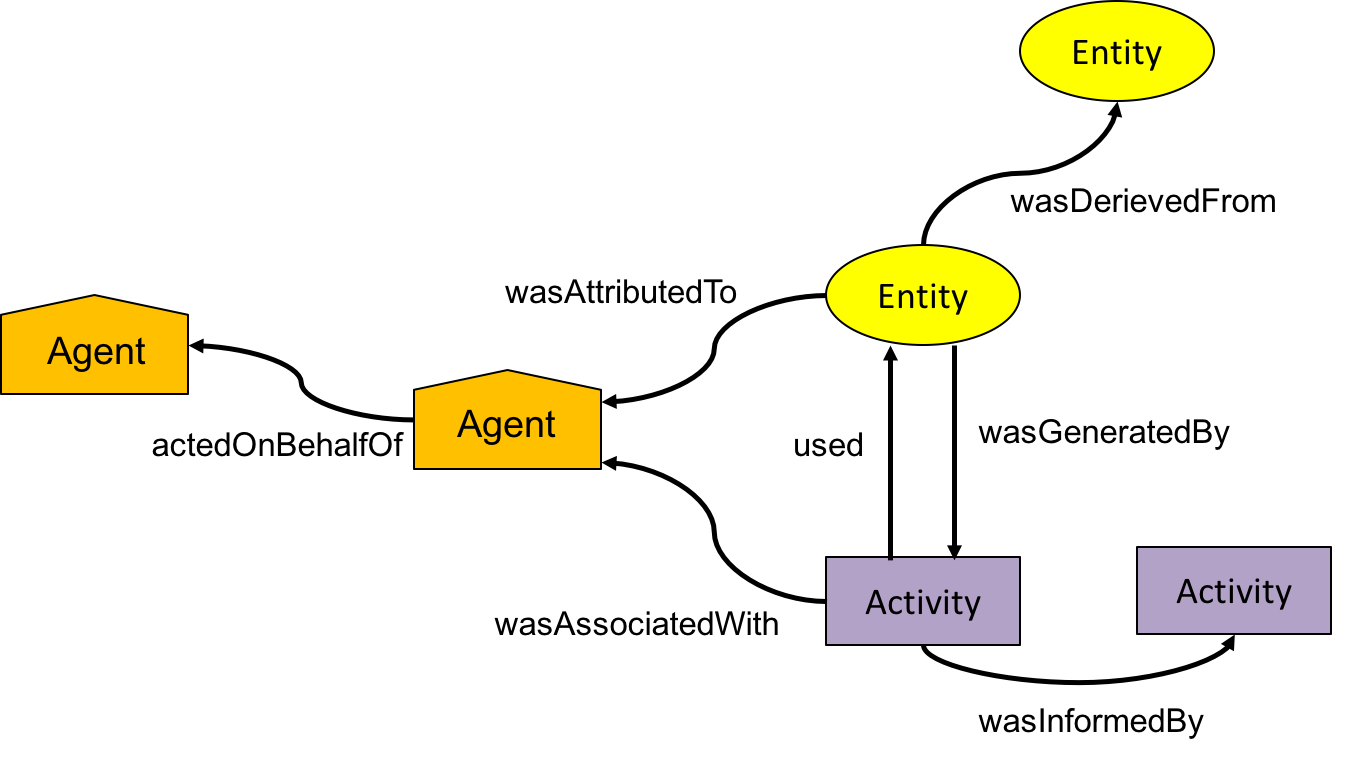 Entity
wasDerievedFrom
wasAttributedTo
Entity
Agent
Agent
actedOnBehalfOf
used
wasGeneratedBy
Activity
Activity
wasAssociatedWith
wasInformedBy